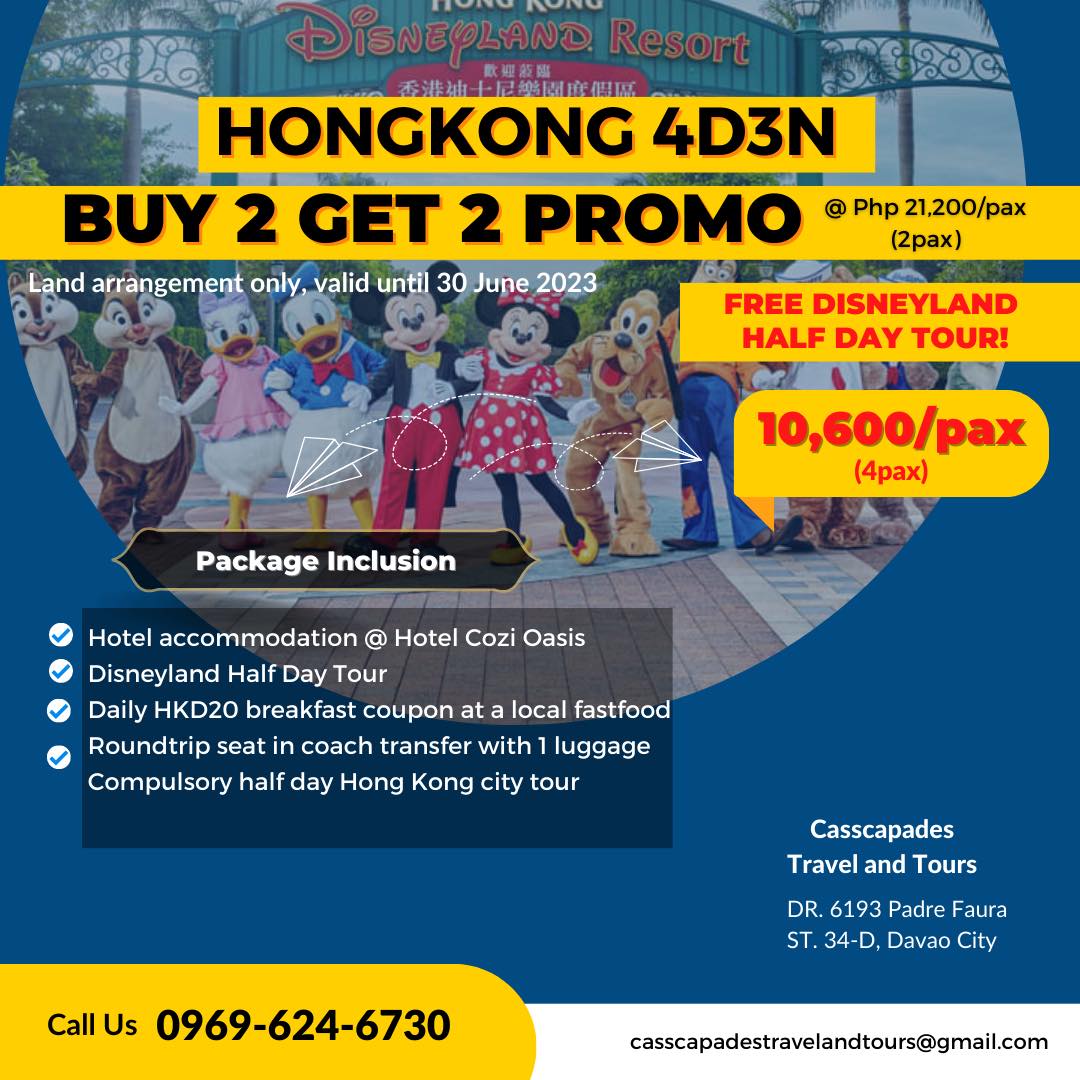 HONG KONG
DISNEYLAND Resort
歡迎蒞臨
香港迪士尼樂園度假區
HONGKONG 4D3N
BUY 2 GET 2 PROMO
@ Php 21,200/pax
(2pax)
Land arrangement only, valid until 30 June 2023
FREE DISNEYLAND
HALF DAY TOUR!
10,600/pax
(4pax)
Package Inclusion
Hotel accommodation @ Hotel Cozi Oasis
Disneyland Half Day Tour
Daily HKD20 breakfast coupon at a local fastfood
Roundtrip seat in coach transfer with 1 luggage
Compulsory half day Hong Kong city tour
Casscapades
Travel and Tours
DR. 6193 Padre Faura
ST. 34-D, Davao City
Call Us 0969-624-6730
casscapadestravelandtours@gmail.com